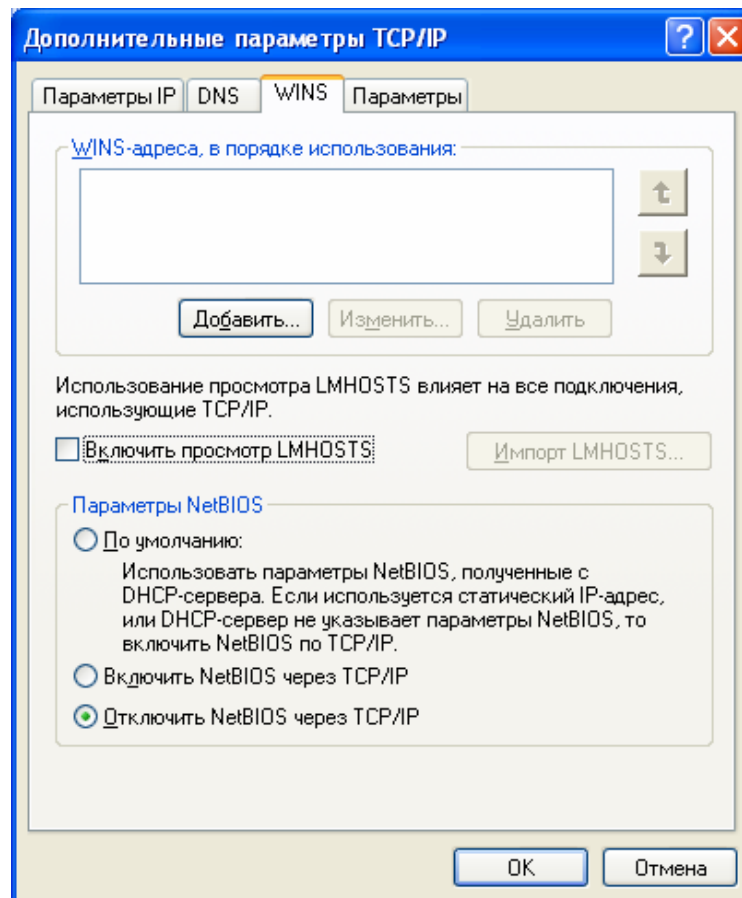 Дополнительные параметры TCP/IP
Параметры IP DNS WINS Параметры
WINS-адреса, в порядке использования:
Добавить... Изменить... Удалить
Использование просмотра LMHOSTS влияет на все подключения,
использующие TCP/IP.
Включить просмотр LMHOSTS Импорт LMHOSTS...
Параметры NetBIOS
По умолчанию:
Использовать параметры NetBIOS, полученные с
DHCP-сервера. Если используется статический IP-адрес,
или DHCP-сервер не указывает параметры NetBIOS, то
включить NetBIOS по TCP/IP.
Включить NetBIOS через TCP/IP
Отключить NetBIOS через TCP/IP
OK Отмена